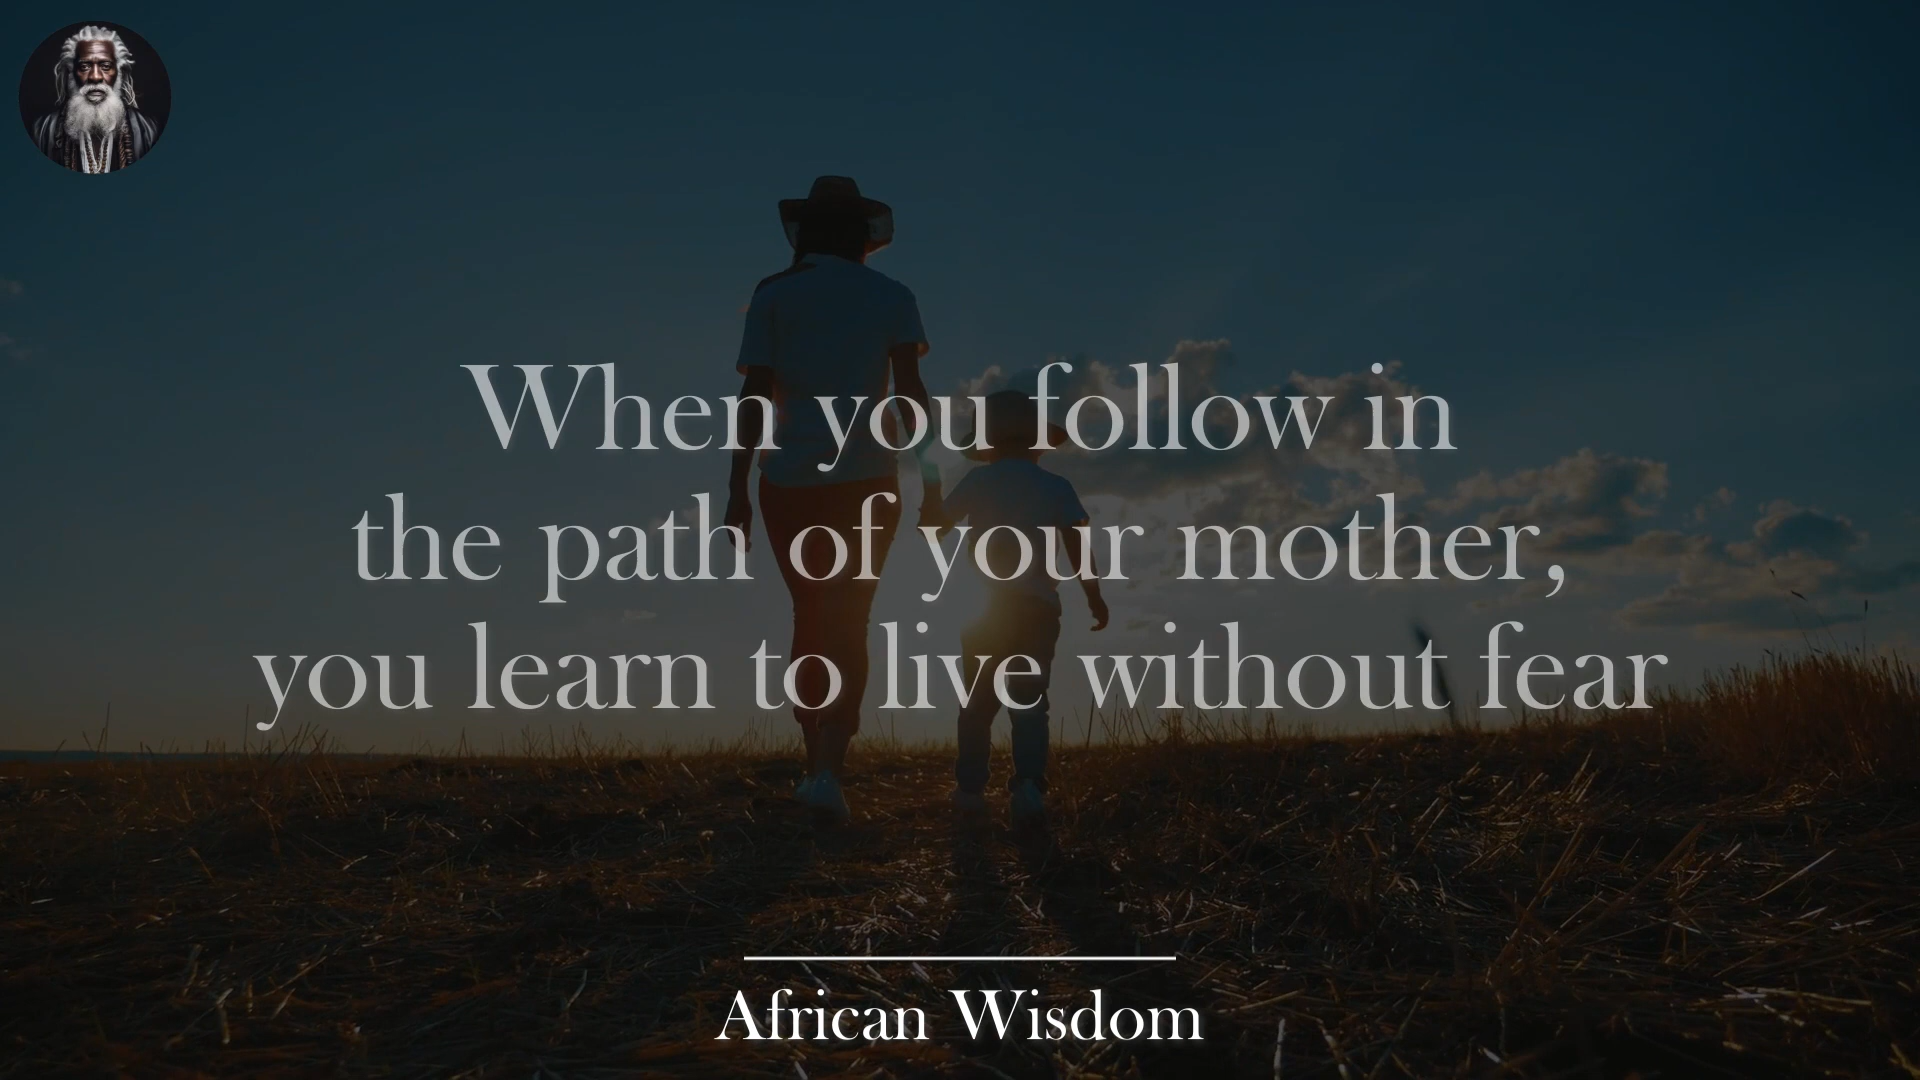 When you follow in
the path of your mother,
you learn to live without fear
African Wisdom